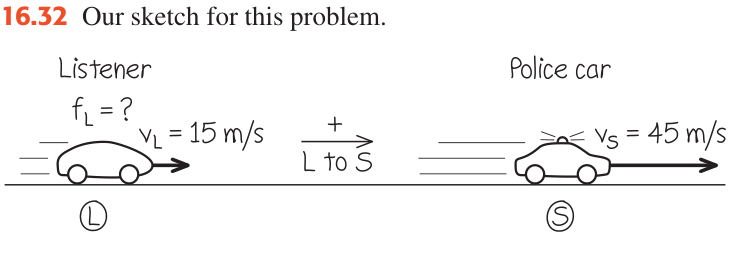 16.32 Our sketch for this problem.
Listener
Police car
f_L = ?
v_L = 15 m/s
+
L to S
v_S = 45 m/s
L
S